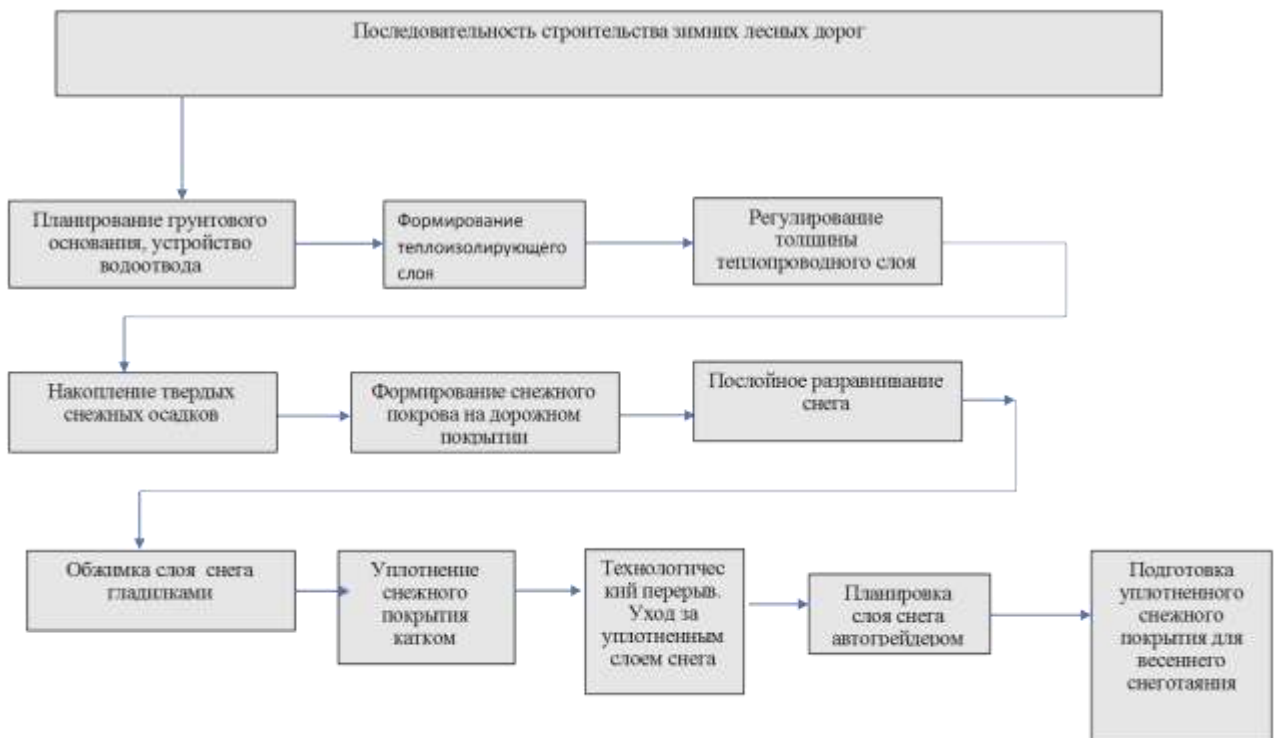 Последовательность строительства зимних лесных дорог
Планирование грунтового
основания, устройство
водоотвода
Формирование
теплоизолирующего
слоя
Регулирование
толщины
теплопроводного слоя
Накопление твердых
снежных осадков
Формирование снежного
покрова на дорожном
покрытии
Послойное разравнивание
снега
Обжимка слоя снега
гладилками
Уплотнение
снежного
покрытия
катком
Технологичес
кий перерыв.
Уход за
уплотненным
слоем снега
Планировка
слоя снега
автогрейдером
Подготовка
уплотненного
снежного
покрытия для
весеннего
снеготаяния